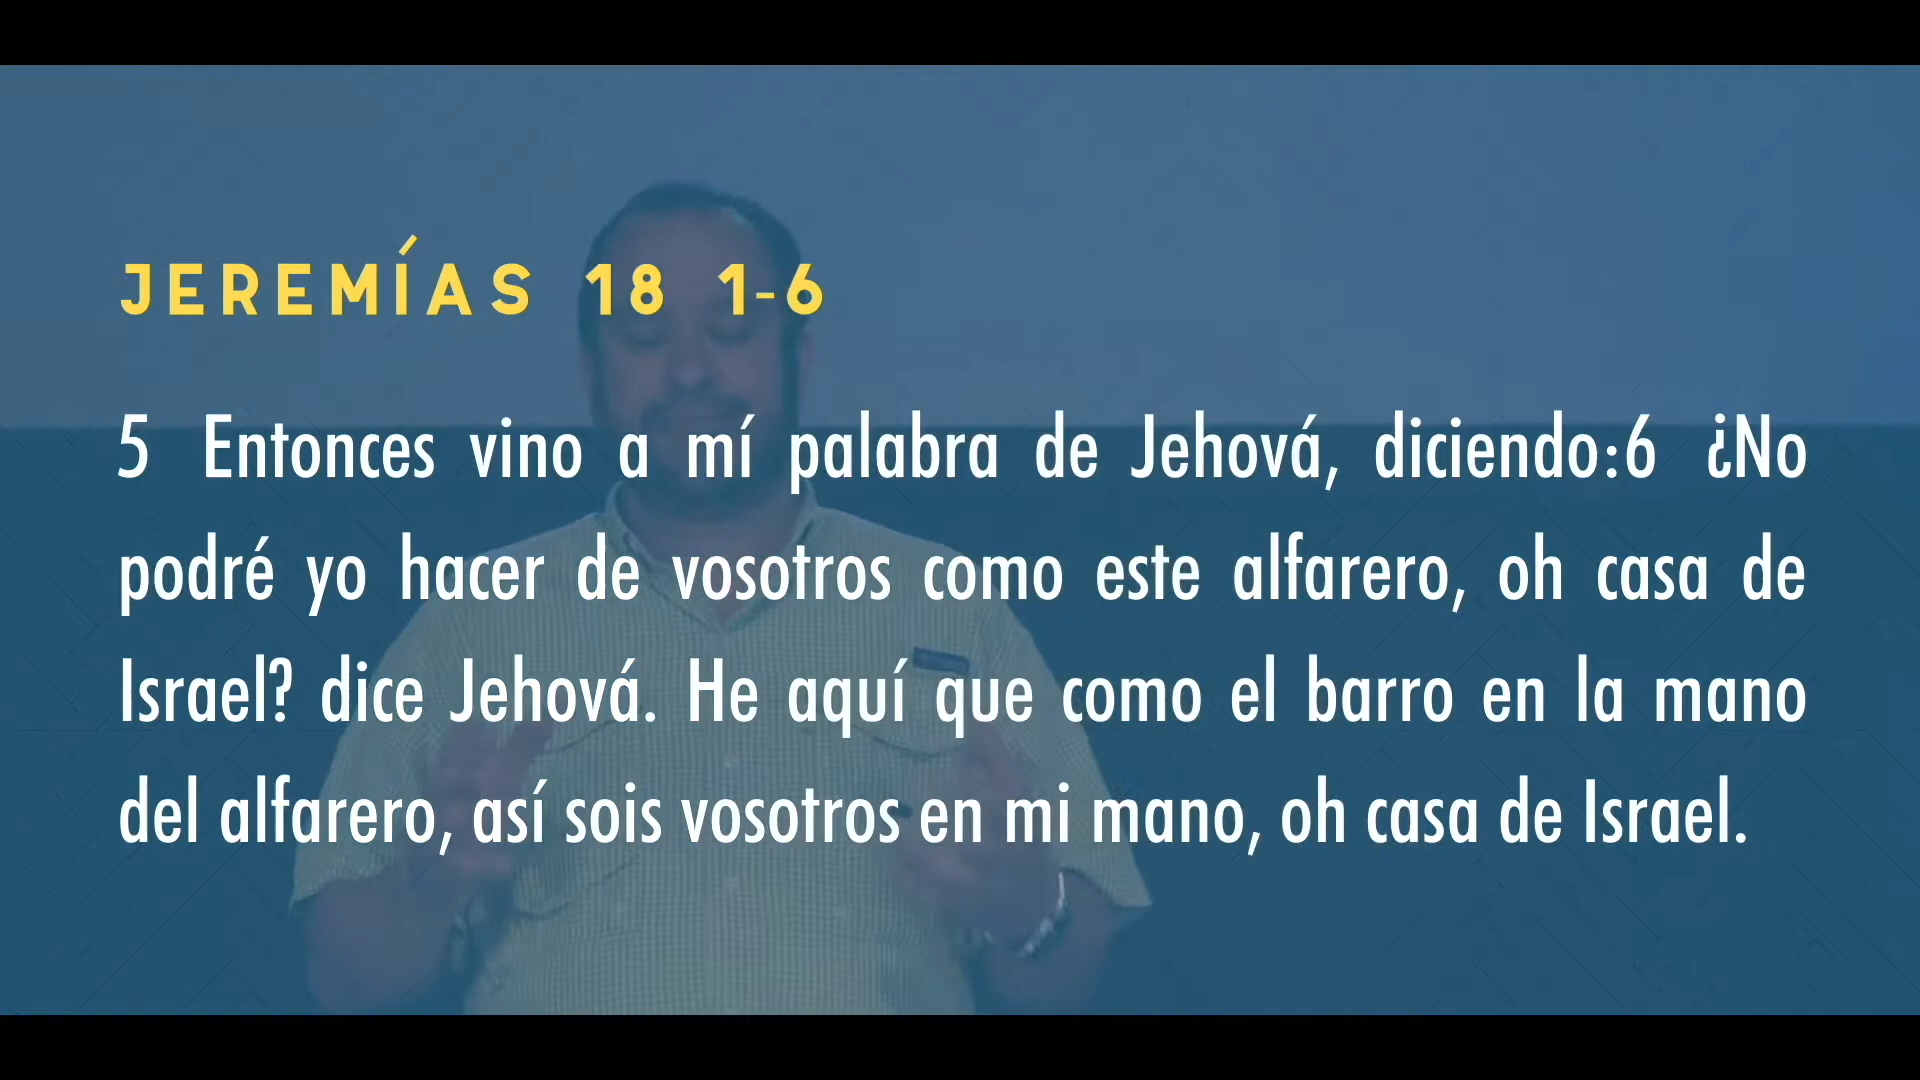 JEREMÍAS 18 1-6
5 Entonces vino a mí palabra de Jehová, diciendo:6 ¿No
podré yo hacer de vosotros como este alfarero, oh casa de
Israel? dice Jehová. He aquí que como el barro en la mano
del alfarero, así sois vosotros en mi mano, oh casa de Israel.